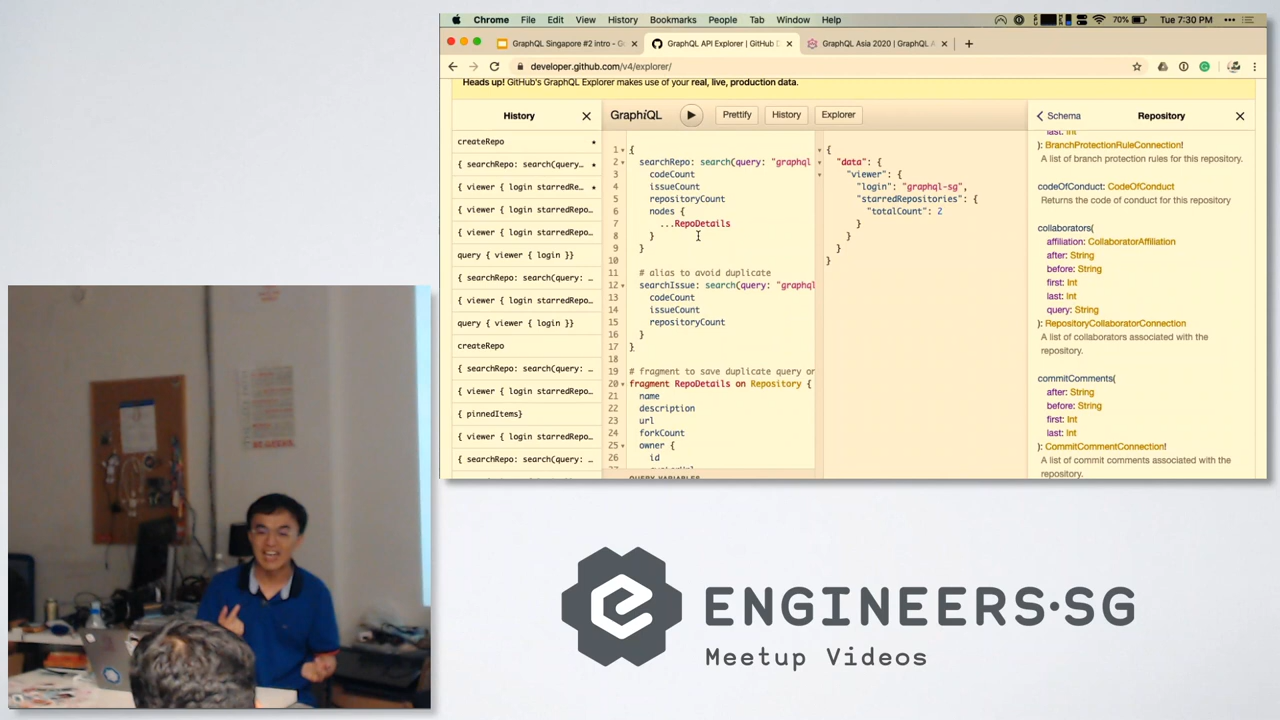 Chrome File Edit View History Bookmarks People Tab Window Help 70% Tue 7:30 PM
GraphQL Singapore #2 intro - Go GraphQL API Explorer | GitHub D GraphQL Asia 2020 | GraphQL A
developer.github.com/v4/explorer/
Heads up! GitHub's GraphQL Explorer makes use of your real, live, production data.
History
createRepo
{ searchRepo: search(query…
{ viewer { login starredRe…
{ viewer { login starredRepo…
{ viewer { login starredRepo…
query { viewer { login }}
{ searchRepo: search(query: …
{ viewer { login starredRepo…
query { viewer { login }}
createRepo
{ searchRepo: search(query: …
{ viewer { login starredRepo…
{ pinnedItems}
{ viewer { login starredRepo…
{ searchRepo: search(query: …
GraphiQL Prettify History Explorer
1 {
2 searchRepo: search(query: "graphql
3 codeCount
4 issueCount
5 repositoryCount
6 nodes {
7 ...RepoDetails
8 }
9 }
10
11 # alias to avoid duplicate
12 searchIssue: search(query: "graphql
13 codeCount
14 issueCount
15 repositoryCount
16 }
17 }
18
19 # fragment to save duplicate query on
20 fragment RepoDetails on Repository {
21 name
22 description
23 url
24 forkCount
25 owner {
26 id
{
"data": {
"viewer": {
"login": "graphql-sg",
"starredRepositories": {
"totalCount": 2
}
}
}
}
Schema Repository
last: Int
): BranchProtectionRuleConnection!
A list of branch protection rules for this repository.
codeOfConduct: CodeOfConduct
Returns the code of conduct for this repository
collaborators(
affiliation: CollaboratorAffiliation
after: String
before: String
first: Int
last: Int
query: String
): RepositoryCollaboratorConnection
A list of collaborators associated with the
repository.
commitComments(
after: String
before: String
first: Int
last: Int
): CommitCommentConnection!
A list of commit comments associated with the
repository.
ENGINEERS·SG
Meetup Videos